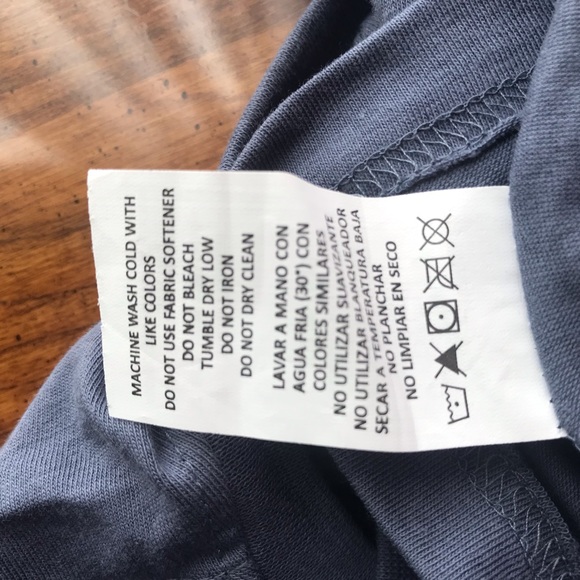 MACHINE WASH COLD WITH
LIKE COLORS
DO NOT USE FABRIC SOFTENER
DO NOT BLEACH
TUMBLE DRY LOW
DO NOT IRON
DO NOT DRY CLEAN
LAVAR A MANO CON
AGUA FRIA (30°) CON
COLORES SIMILARES
NO UTILIZAR SUAVIZANTE
NO UTILIZAR BLANQUEADOR
SECAR A TEMPERATURA BAJA
NO PLANCHAR
NO LIMPIAR EN SECO